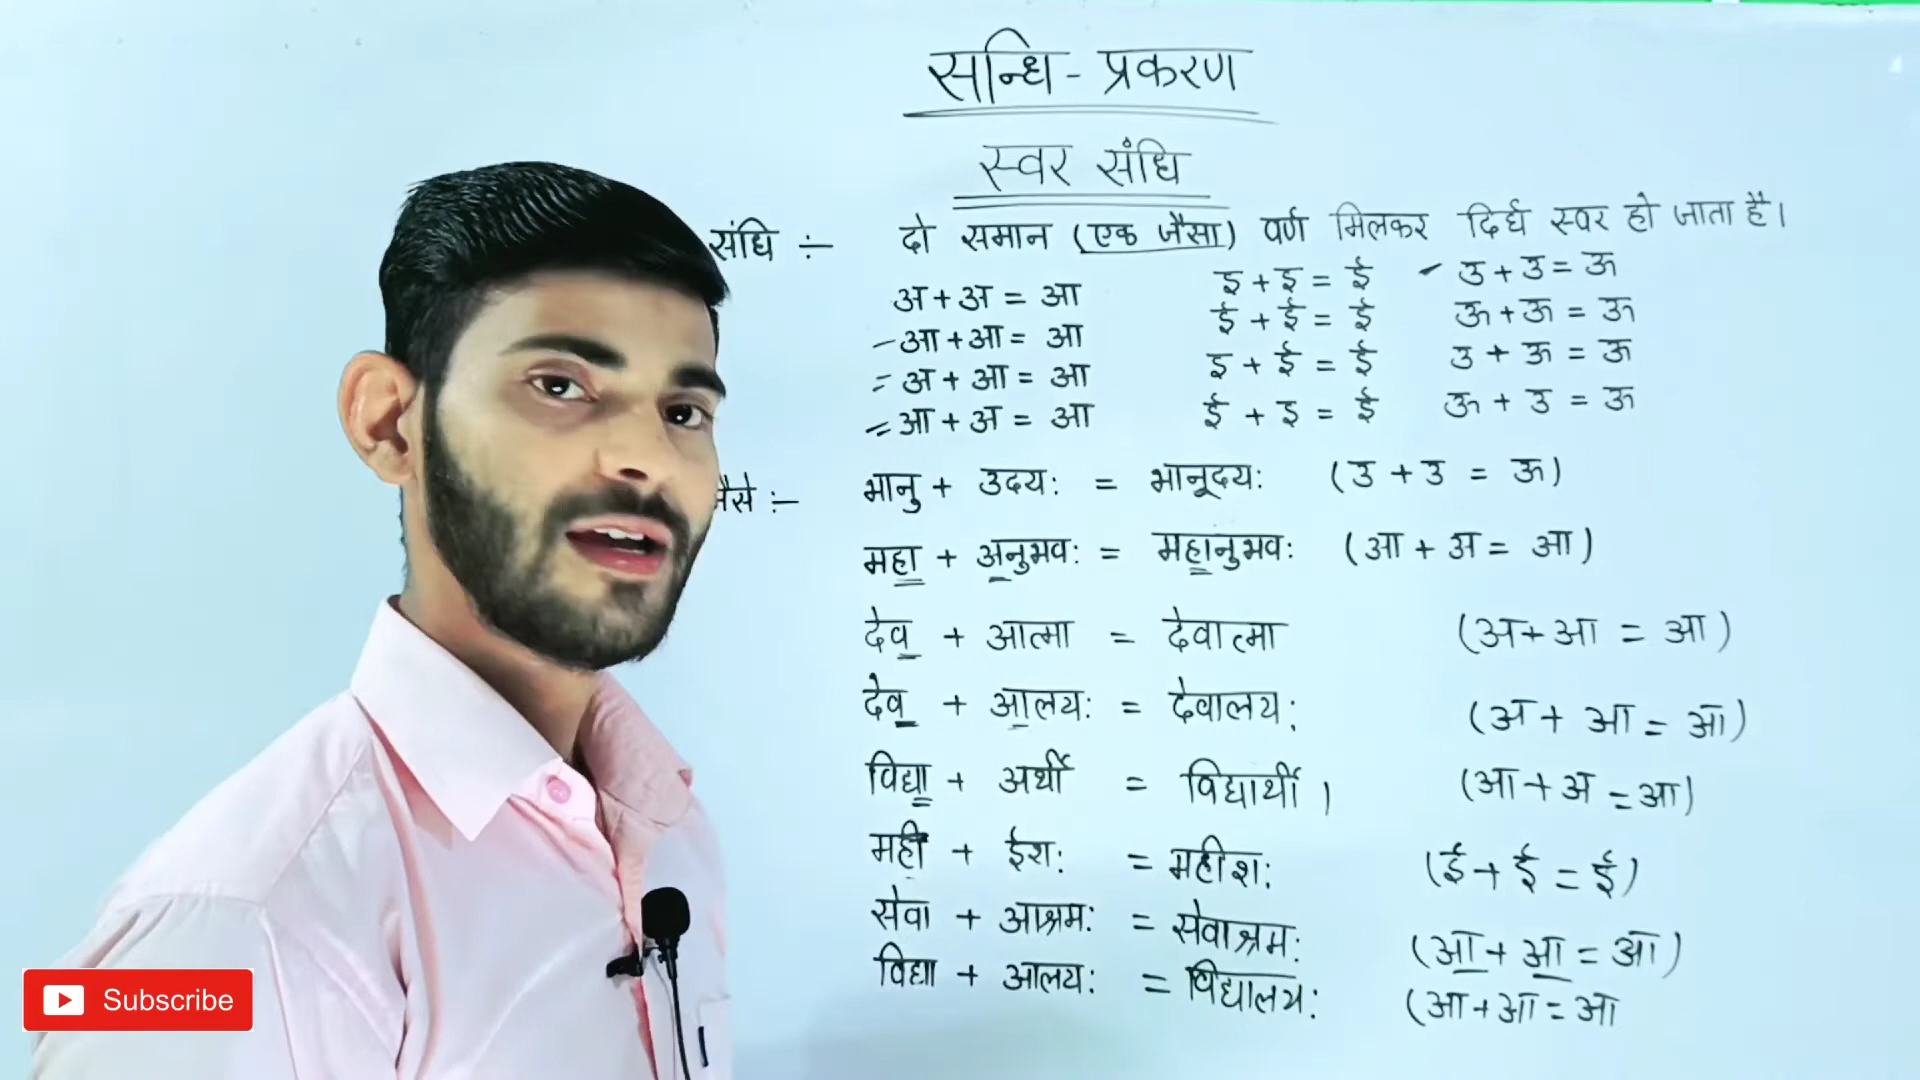 सन्धि - प्रकरण
स्वर संधि
संधि :- दो समान (एक जैसा) वर्ण मिलकर दिर्घ स्वर हो जाता है।
अ + अ = आ इ + इ = ई - उ + उ = ऊ
- आ + आ = आ ई + ई = ई ऊ + ऊ = ऊ
= अ + आ = आ इ + ई = ई उ + ऊ = ऊ
= आ + अ = आ ई + इ = ई ऊ + उ = ऊ
जैसे :- भानु + उदयः = भानूदयः (उ + उ = ऊ)
महा + अनुभवः = महानुभवः (आ + अ = आ)
देव + आत्मा = देवात्मा (अ + आ = आ)
देव + आलयः = देवालयः (अ + आ = आ)
विद्या + अर्थी = विद्यार्थी। (आ + अ = आ)
मही + ईशः = महीशः (ई + ई = ई)
सेवा + आश्रमः = सेवाश्रमः (आ + आ = आ)
विद्या + आलयः = विद्यालयः (आ + आ = आ
Subscribe